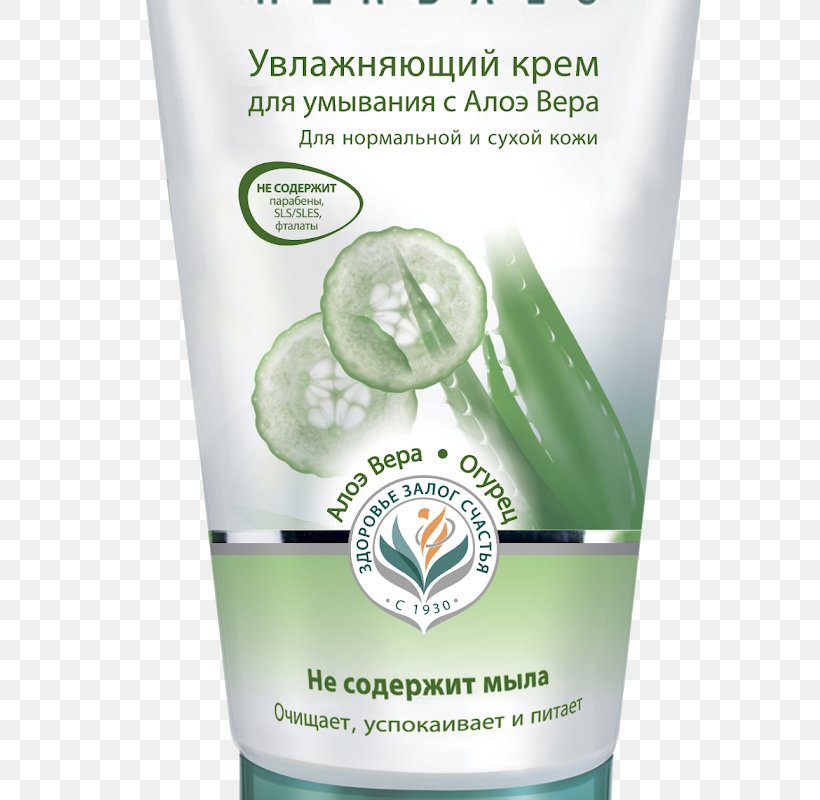 HERBALS
Увлажняющий крем
для умывания с Алоэ Вера
Для нормальной и сухой кожи
НЕ СОДЕРЖИТ
парабены,
SLS/SLES,
фталаты
Алоэ Вера • Огурец
ЗДОРОВЬЕ ЗАЛОГ СЧАСТЬЯ
• С 1930 •
Не содержит мыла
Очищает, успокаивает и питает